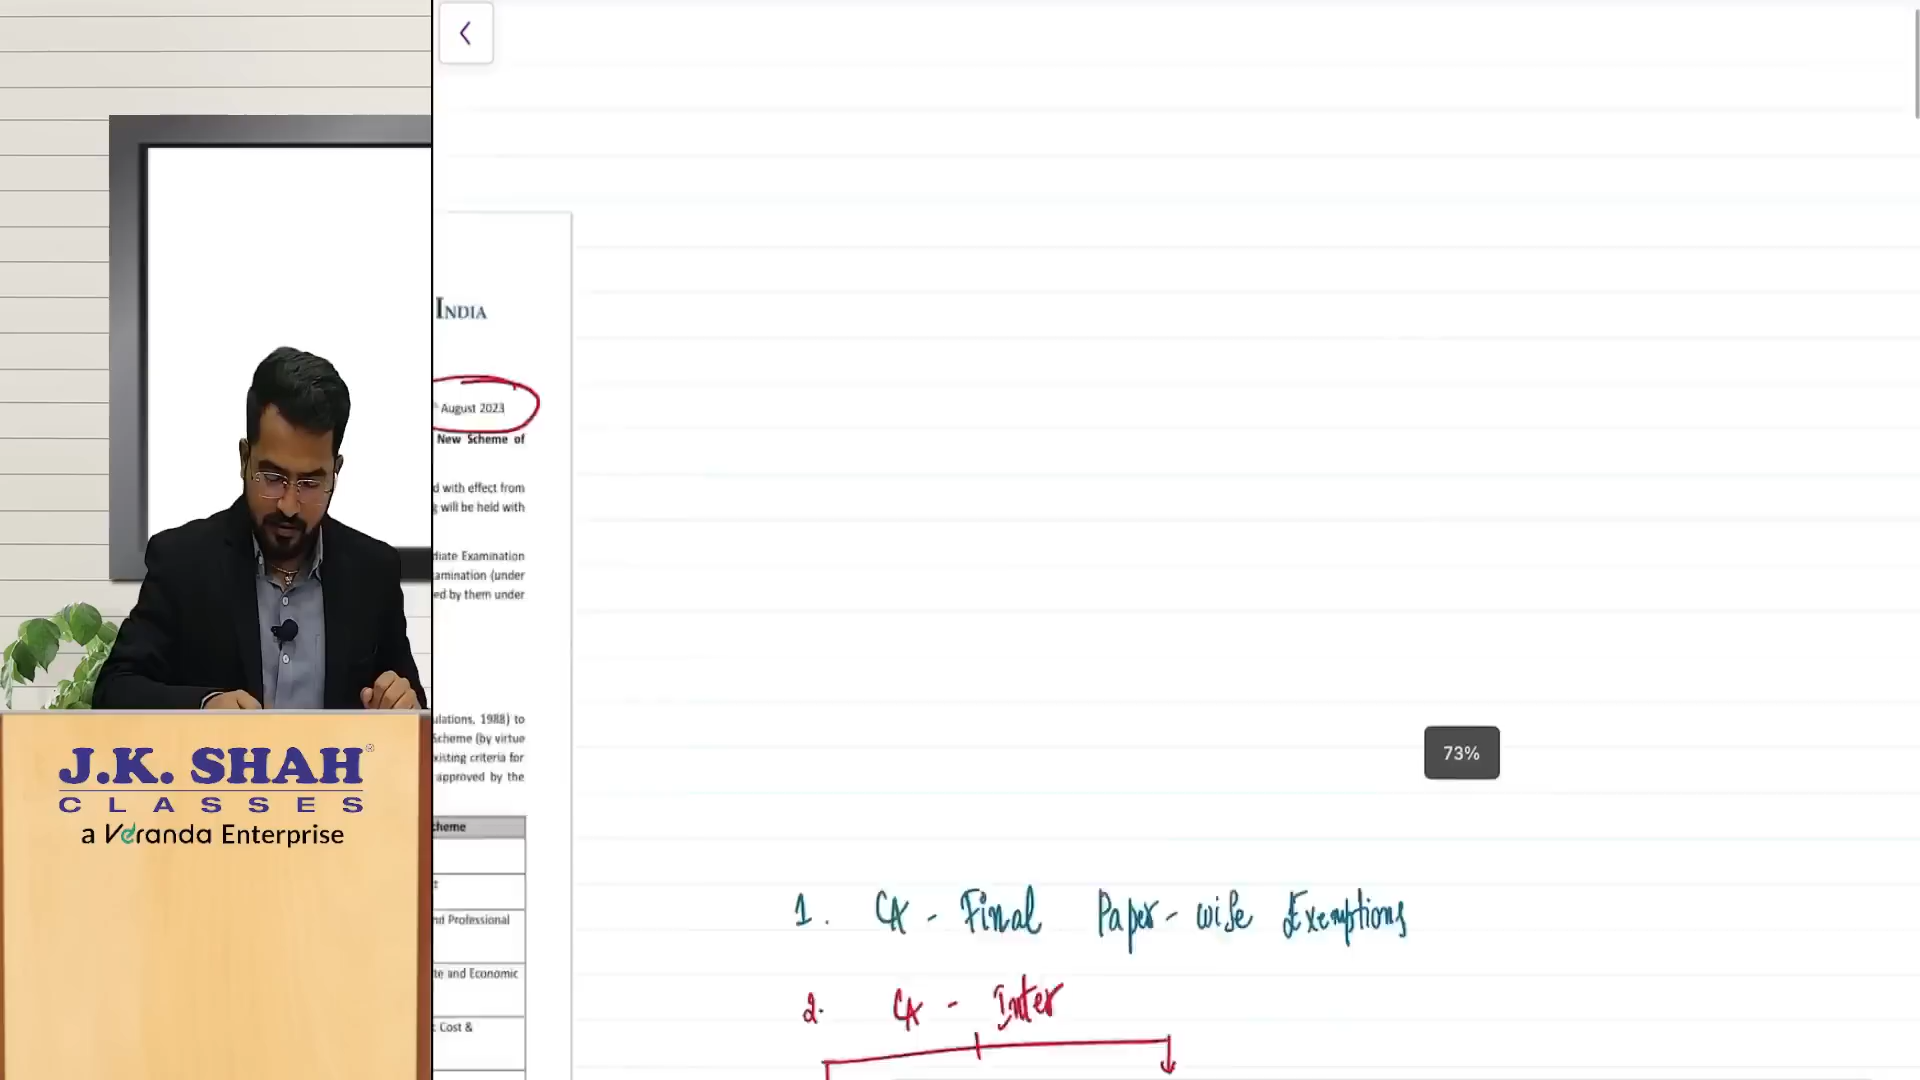 INDIA
August 2023
New Scheme of
d with effect from
g will be held with
diate Examination
amination (under
ed by them under
ulations, 1988) to
Scheme (by virtue
xisting criteria for
approved by the
cheme
nd Professional
te and Economic
Cost &
73%
1. CA - Final Paper - wise Exemptions
2. CA - Inter
J.K. SHAH®
CLASSES
a Veranda Enterprise